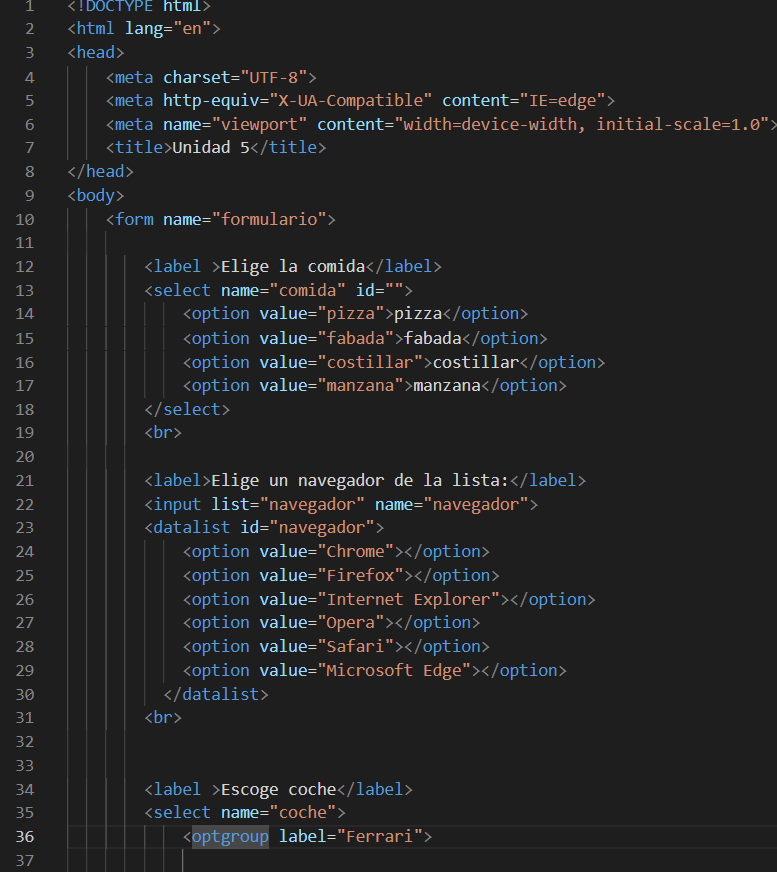 1 <!DOCTYPE html>
2 <html lang="en">
3 <head>
4 <meta charset="UTF-8">
5 <meta http-equiv="X-UA-Compatible" content="IE=edge">
6 <meta name="viewport" content="width=device-width, initial-scale=1.0">
7 <title>Unidad 5</title>
8 </head>
9 <body>
10 <form name="formulario">
11
12 <label >Elige la comida</label>
13 <select name="comida" id="">
14 <option value="pizza">pizza</option>
15 <option value="fabada">fabada</option>
16 <option value="costillar">costillar</option>
17 <option value="manzana">manzana</option>
18 </select>
19 <br>
20
21 <label>Elige un navegador de la lista:</label>
22 <input list="navegador" name="navegador">
23 <datalist id="navegador">
24 <option value="Chrome"></option>
25 <option value="Firefox"></option>
26 <option value="Internet Explorer"></option>
27 <option value="Opera"></option>
28 <option value="Safari"></option>
29 <option value="Microsoft Edge"></option>
30 </datalist>
31 <br>
32
33
34 <label >Escoge coche</label>
35 <select name="coche">
36 <optgroup label="Ferrari">
37